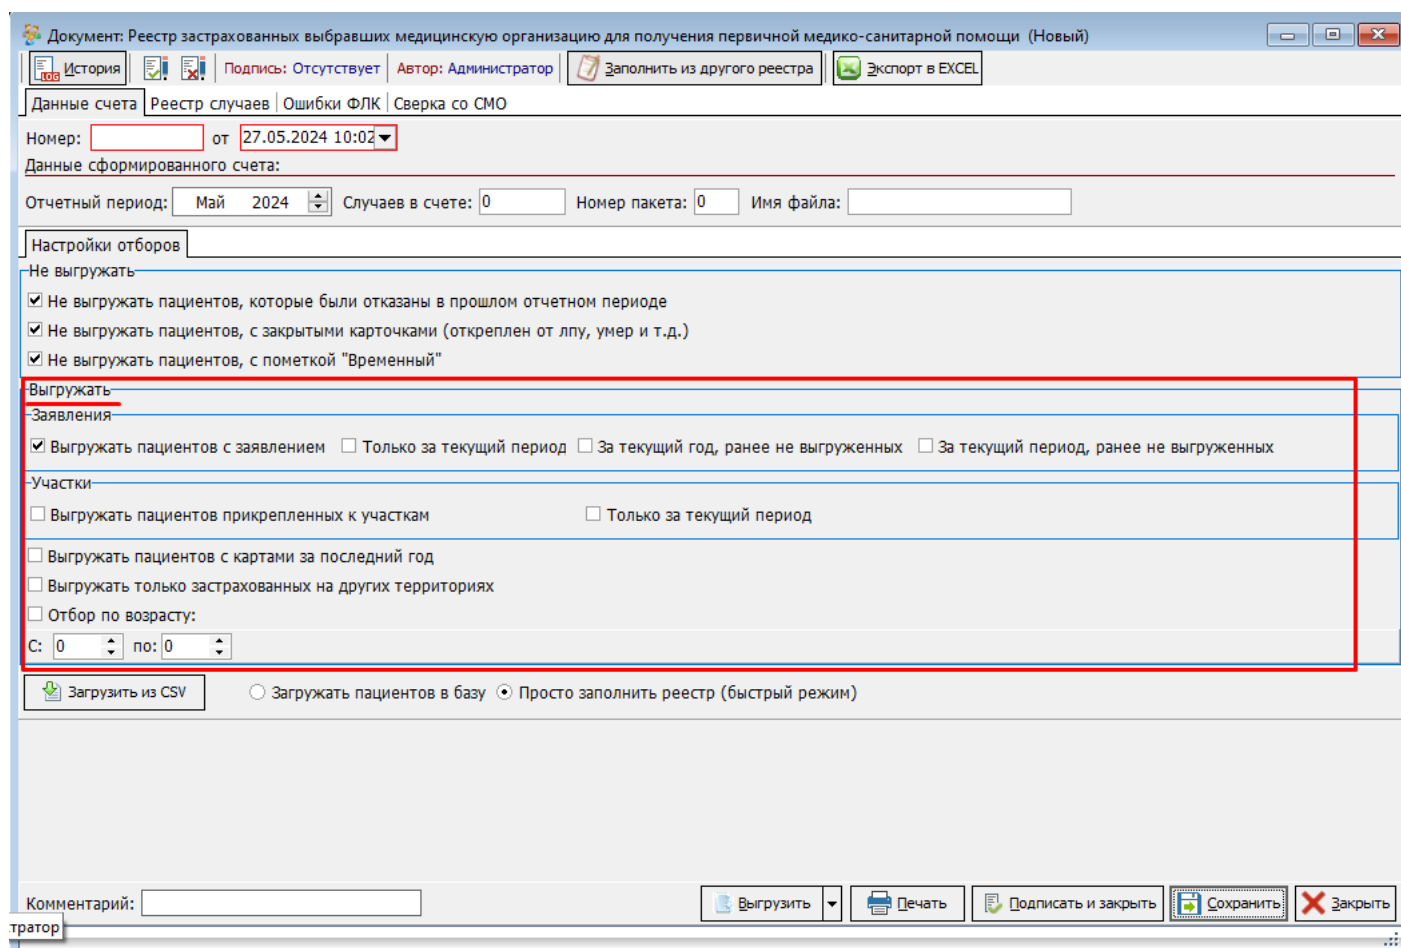 Документ: Реестр застрахованных выбравших медицинскую организацию для получения первичной медико-санитарной помощи (Новый)
LOG История Подпись: Отсутствует Автор: Администратор Заполнить из другого реестра Экспорт в EXCEL
Данные счета Реестр случаев Ошибки ФЛК Сверка со СМО
Номер: от 27.05.2024 10:02
Данные сформированного счета:
Отчетный период: Май 2024 Случаев в счете: 0 Номер пакета: 0 Имя файла:
Настройки отборов
Не выгружать
Не выгружать пациентов, которые были отказаны в прошлом отчетном периоде
Не выгружать пациентов, с закрытыми карточками (откреплен от лпу, умер и т.д.)
Не выгружать пациентов, с пометкой "Временный"
Выгружать
Заявления
Выгружать пациентов с заявлением Только за текущий период За текущий год, ранее не выгруженных За текущий период, ранее не выгруженных
Участки
Выгружать пациентов прикрепленных к участкам Только за текущий период
Выгружать пациентов с картами за последний год
Выгружать только застрахованных на других территориях
Отбор по возрасту:
С: 0 по: 0
Загрузить из CSV Загружать пациентов в базу Просто заполнить реестр (быстрый режим)
Комментарий: Выгрузить Печать Подписать и закрыть Сохранить Закрыть
тратор